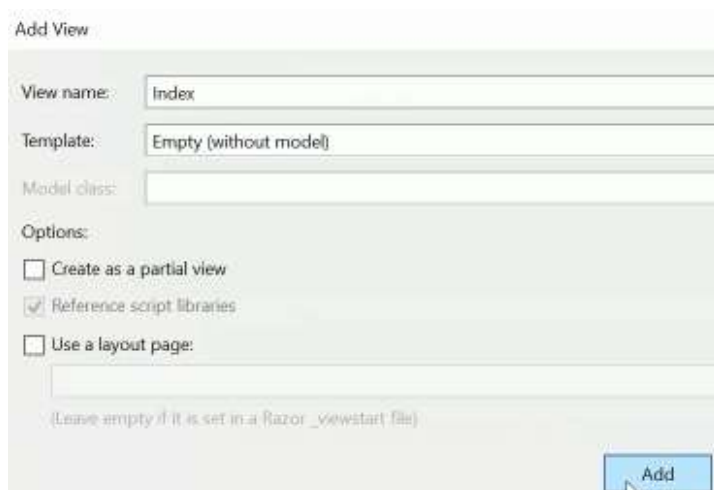 Add View
View name: Index
Template: Empty (without model)
Model class:
Options:
Create as a partial view
Reference script libraries
Use a layout page:
(Leave empty if it is set in a Razor _viewstart file)
Add